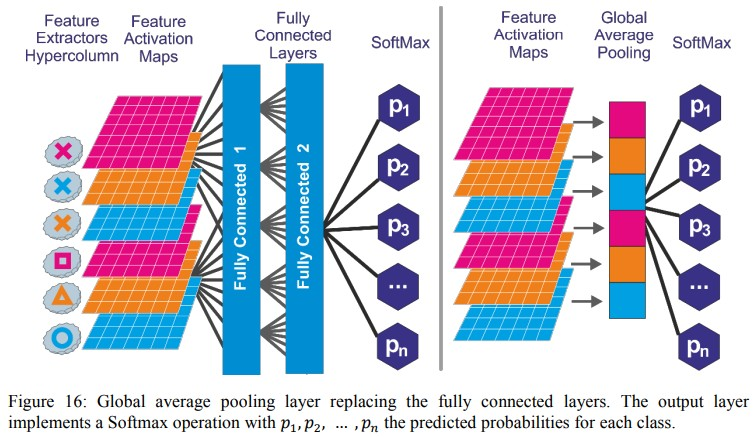 Feature Extractors Hypercolumn
Feature Activation Maps
Fully Connected Layers
SoftMax
Fully Connected 1
Fully Connected 2
p1
p2
p3
...
pn
Feature Activation Maps
Global Average Pooling
SoftMax
p1
p2
p3
...
pn
Figure 16: Global average pooling layer replacing the fully connected layers. The output layer
implements a Softmax operation with p1, p2, ... , pn the predicted probabilities for each class.